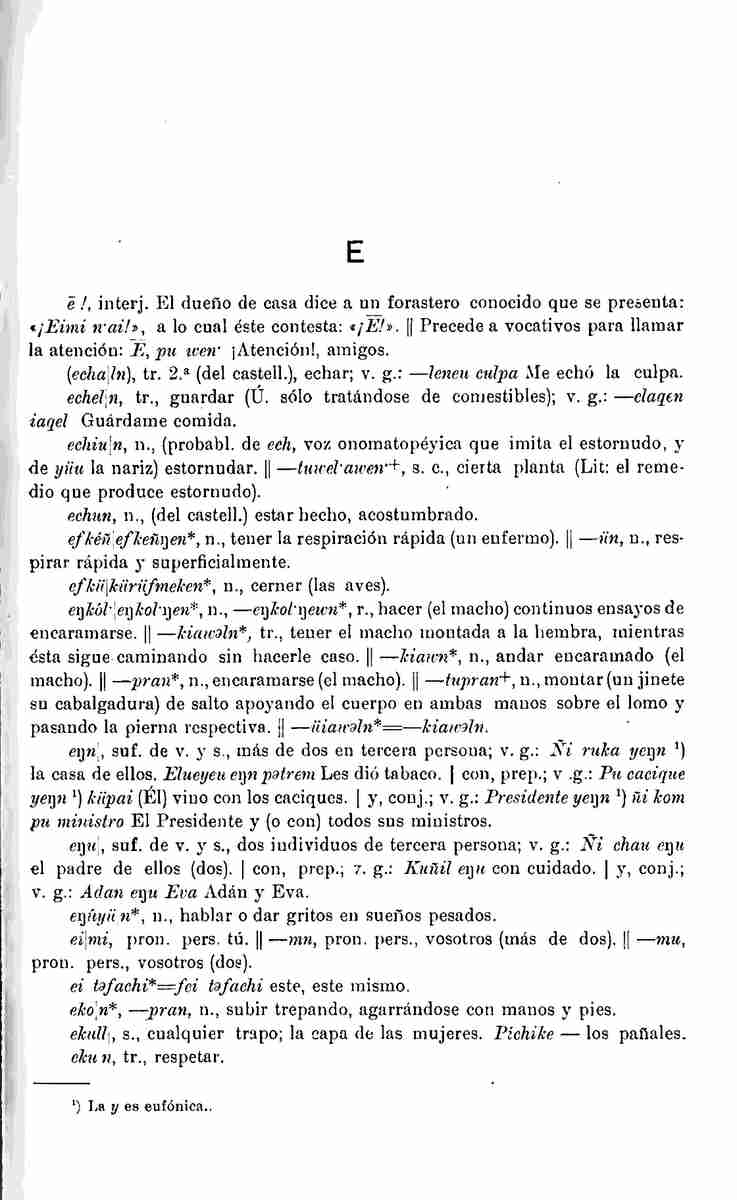 E
ē !, interj. El dueño de casa dice a un forastero conocido que se presenta:
«¡Eimi n·ai!», a lo cual éste contesta: «¡Ē!». || Precede a vocativos para llamar
la atención: Ē, pu wen· ¡Atención!, amigos.
(echa|ln), tr. 2.ª (del castell.), echar; v. g.: —leneu culpa Me echó la culpa.
echel|n, tr., guardar (Ú. sólo tratándose de comestibles); v. g.: —elaqen
iaqel Guárdame comida.
echiu|n, n., (probabl. de ech, voz onomatopéyica que imita el estornudo, y
de yüu la nariz) estornudar. || —tuwel·awen·+, s. c., cierta planta (Lit: el reme-
dio que produce estornudo).
echun, n., (del castell.) estar hecho, acostumbrado.
efkéñ|efkeñŋen*, n., tener la respiración rápida (un enfermo). || —ün, n., res-
pirar rápida y superficialmente.
efkü|kürüfmeken*, n., cerner (las aves).
eŋkól·|eŋkol·ŋen*, n., —eŋkol·ŋewn*, r., hacer (el macho) continuos ensayos de
encaramarse. || —kiawəln*, tr., tener el macho montada a la hembra, mientras
ésta sigue caminando sin hacerle caso. || —kiawn*, n., andar encaramado (el
macho). || —pran*, n., encaramarse (el macho). || —tupran+, n., montar (un jinete
su cabalgadura) de salto apoyando el cuerpo en ambas manos sobre el lomo y
pasando la pierna respectiva. || —üiawəln*=—kiawəln.
eŋn|, suf. de v. y s., más de dos en tercera persona; v. g.: Ñi ruka yeŋn ¹)
la casa de ellos. Elueyeu eŋn pətrem Les dió tabaco. | con, prep.; v .g.: Pu cacique
yeŋn ¹) küpai (Él) vino con los caciques. | y, conj.; v. g.: Presidente yeŋn ¹) ñi kom
pu ministro El Presidente y (o con) todos sus ministros.
eŋu|, suf. de v. y s., dos individuos de tercera persona; v. g.: Ñi chau eŋu
el padre de ellos (dos). | con, prep.; v. g.: Kuñil eŋu con cuidado. | y, conj.;
v. g.: Adan eŋu Eva Adán y Eva.
eŋúyü|n*, n., hablar o dar gritos en sueños pesados.
ei|mi, pron. pers. tú. || —mn, pron. pers., vosotros (más de dos). || —mu,
pron. pers., vosotros (dos).
ei təfachi*=fei təfachi este, este mismo.
eko|n*, —pran, n., subir trepando, agarrándose con manos y pies.
ekull|, s., cualquier trapo; la capa de las mujeres. Pichike — los pañales.
eku|n, tr., respetar.
¹) La y es eufónica..